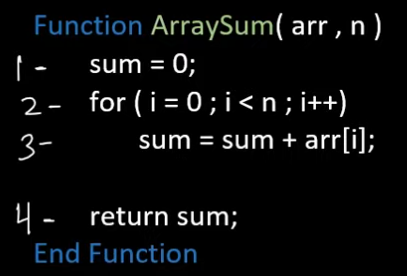 Function ArraySum( arr , n )
1 - sum = 0;
2 - for ( i = 0 ; i < n ; i++)
3- sum = sum + arr[i];
4 - return sum;
End Function